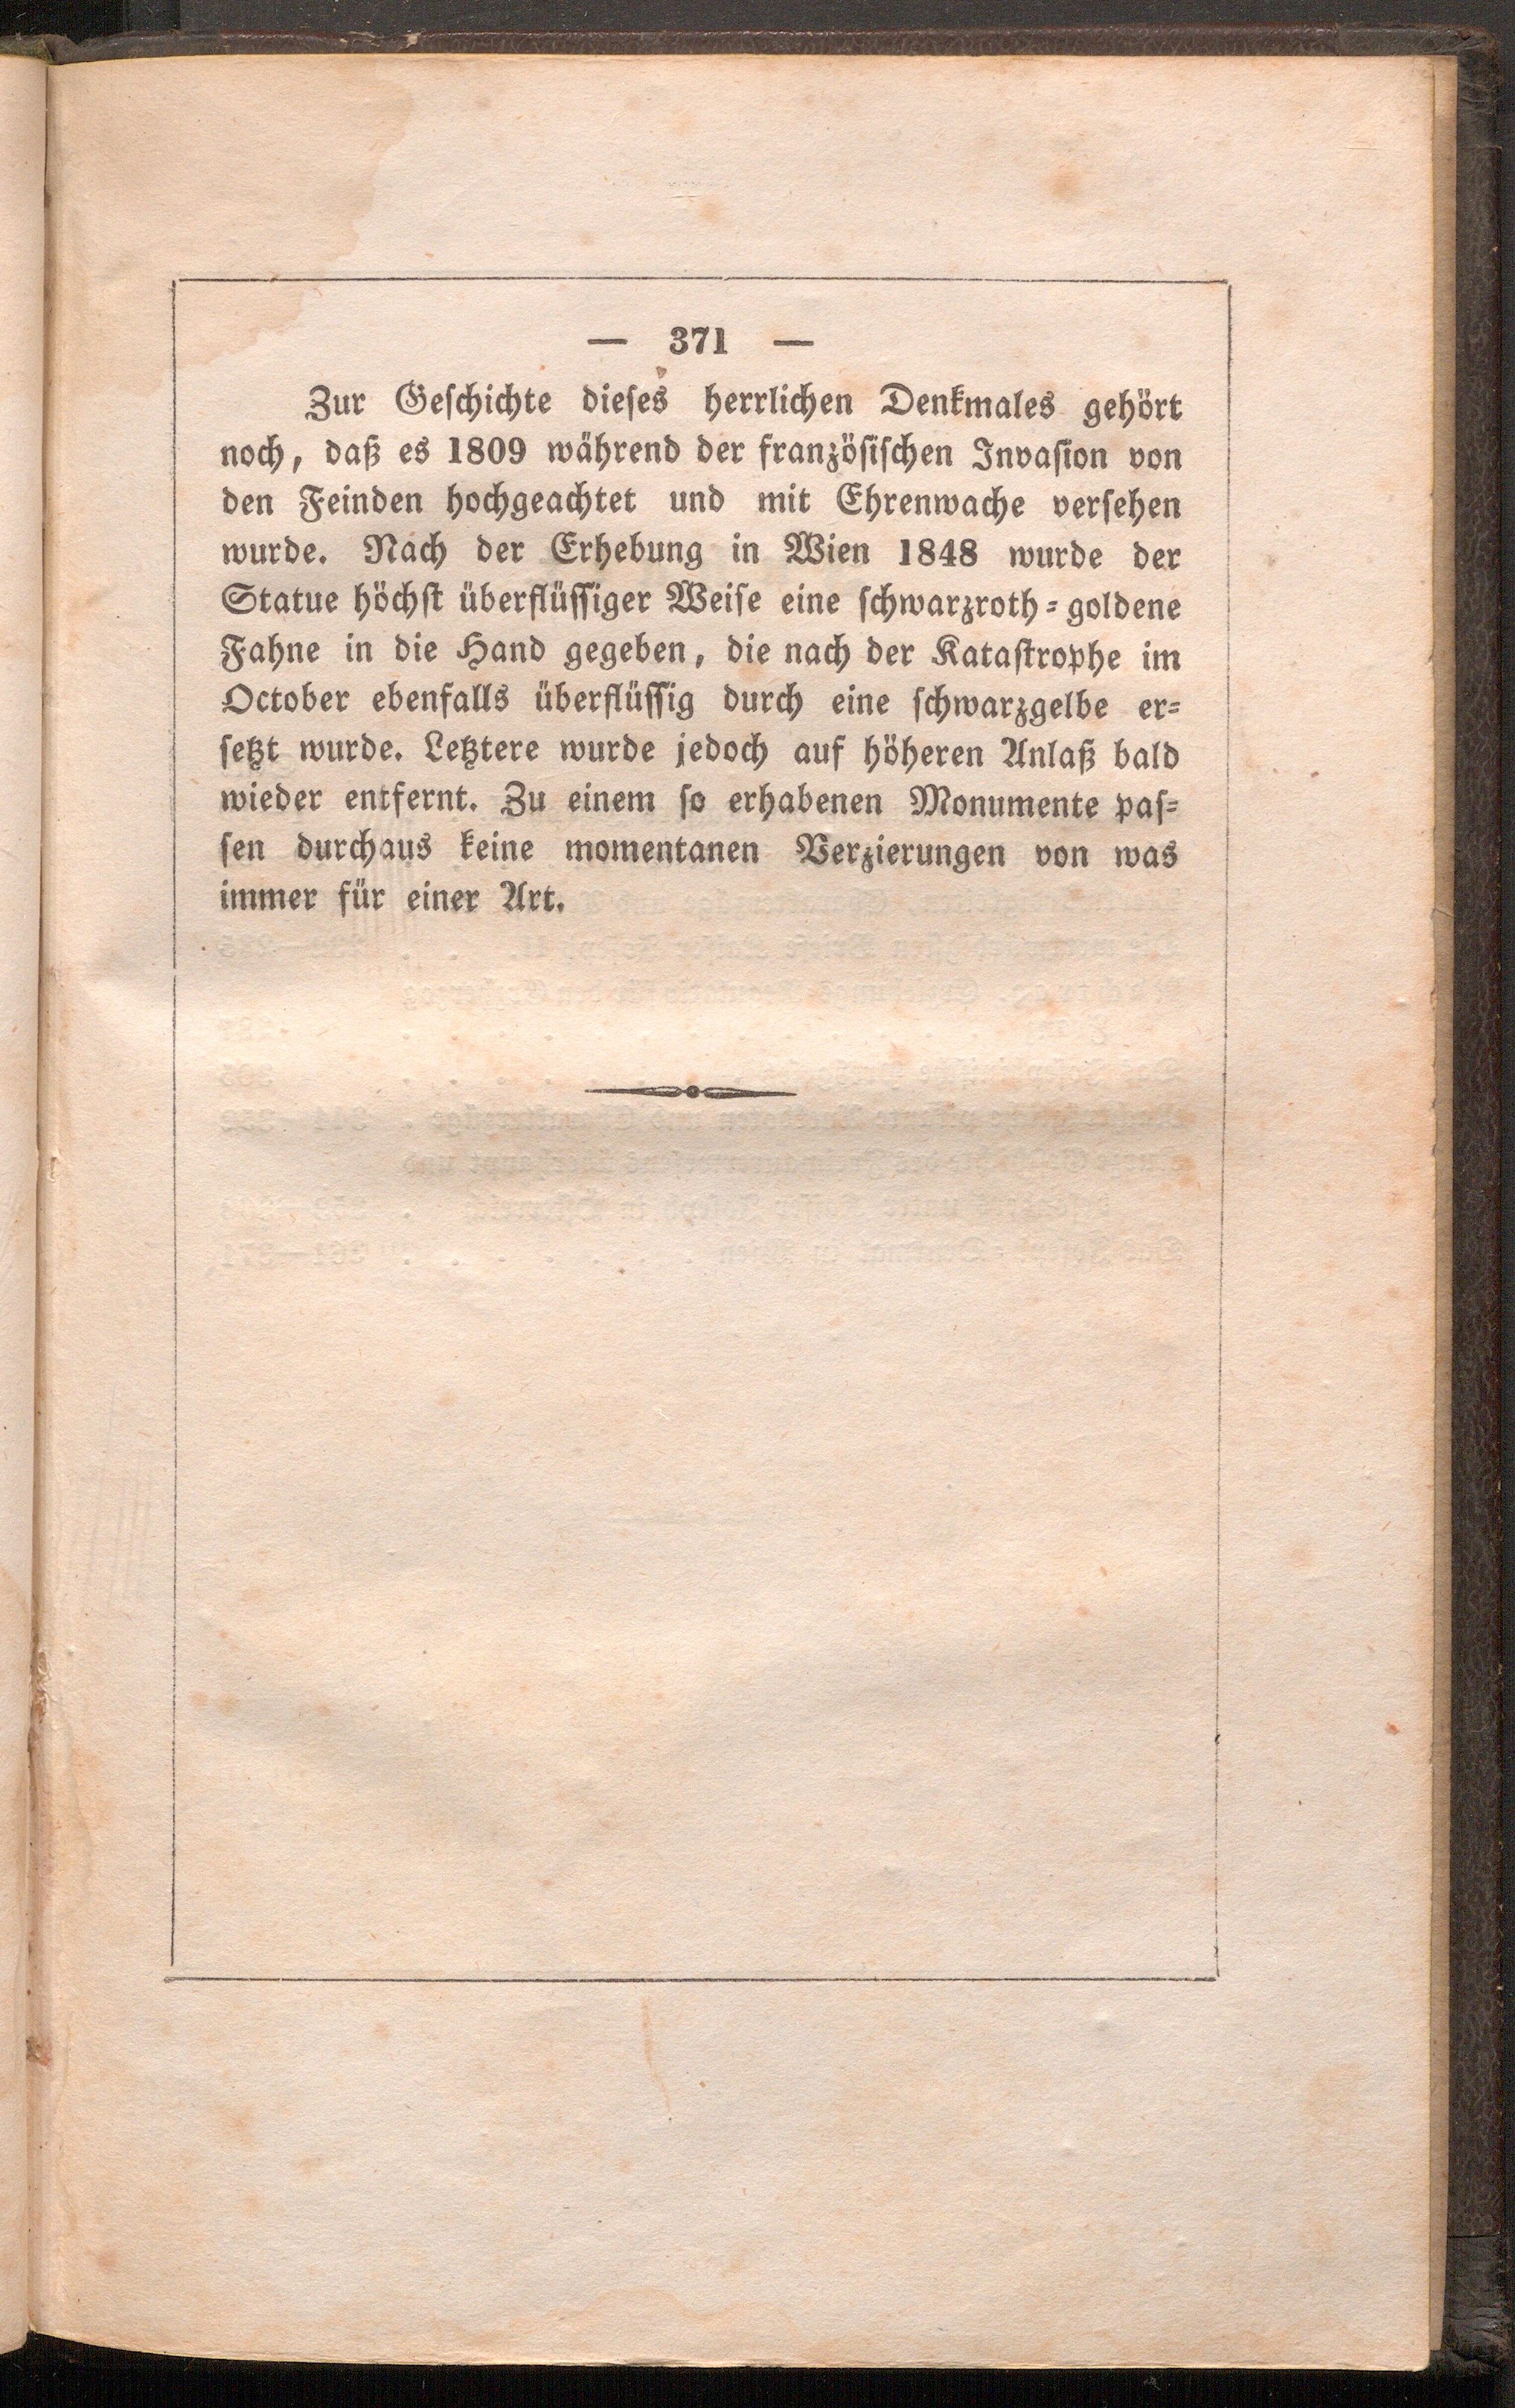 — 371 —
Zur Geschichte dieses herrlichen Denkmales gehört
noch, daß es 1809 während der französischen Invasion von
den Feinden hochgeachtet und mit Ehrenwache versehen
wurde. Nach der Erhebung in Wien 1848 wurde der
Statue höchst überflüssiger Weise eine schwarzroth-goldene
Fahne in die Hand gegeben, die nach der Katastrophe im
October ebenfalls überflüssig durch eine schwarzgelbe er-
setzt wurde. Letztere wurde jedoch auf höheren Anlaß bald
wieder entfernt. Zu einem so erhabenen Monumente pas-
sen durchaus keine momentanen Verzierungen von was
immer für einer Art.